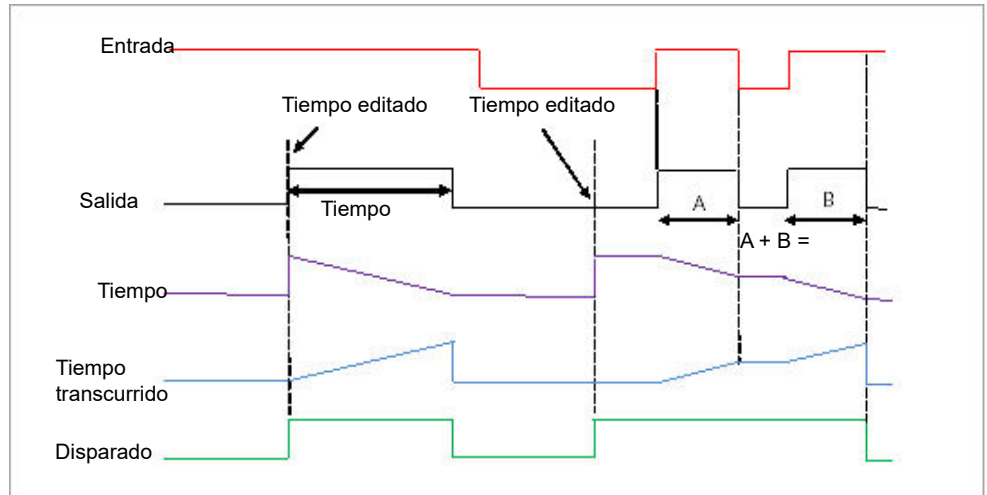 Entrada
Tiempo editado
Tiempo editado
Salida
Tiempo
A
B
A + B =
Tiempo
Tiempo
transcurrido
Disparado